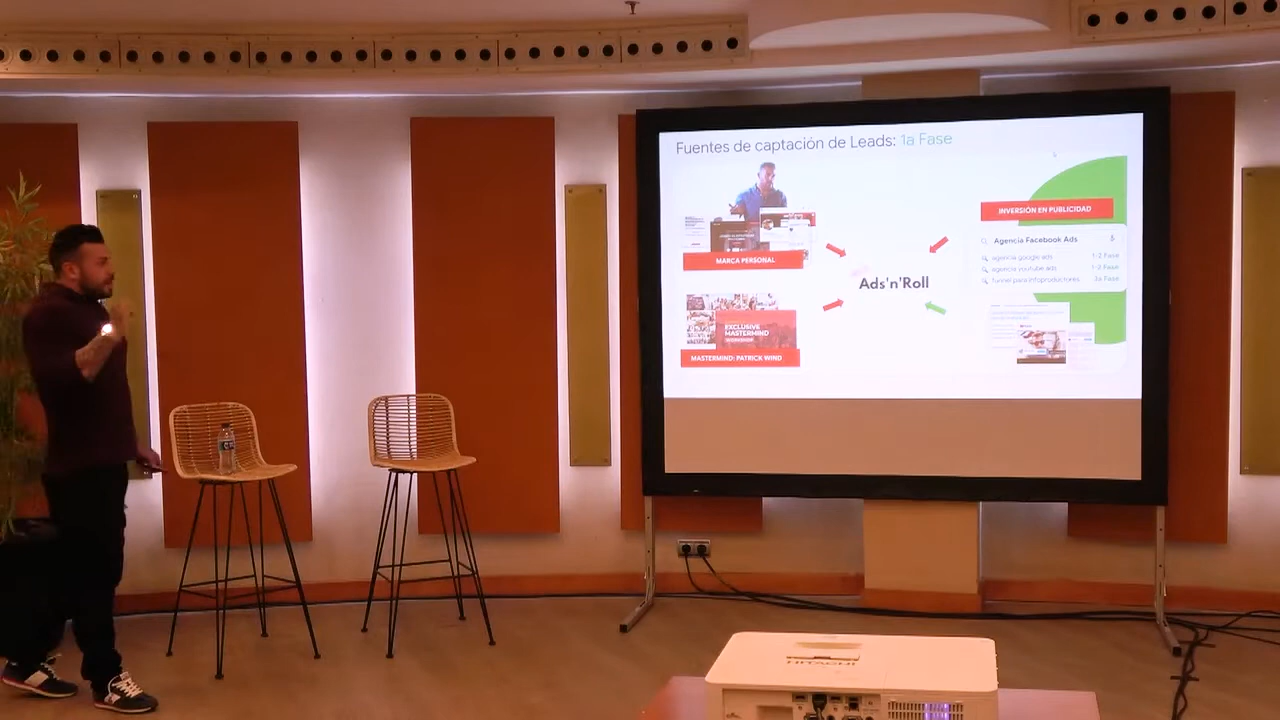 Fuentes de captación de Leads: 1a Fase
MARCA PERSONAL
EXCLUSIVE
MASTERMIND
MASTERMIND: PATRICK WIND
Ads'n'Roll
INVERSIÓN EN PUBLICIDAD
Agencia Facebook Ads
agencia google ads 1-2 Fase
agencia youtube ads 1-3 Fase
funnel para infoproductores 3a Fase
HITACHI